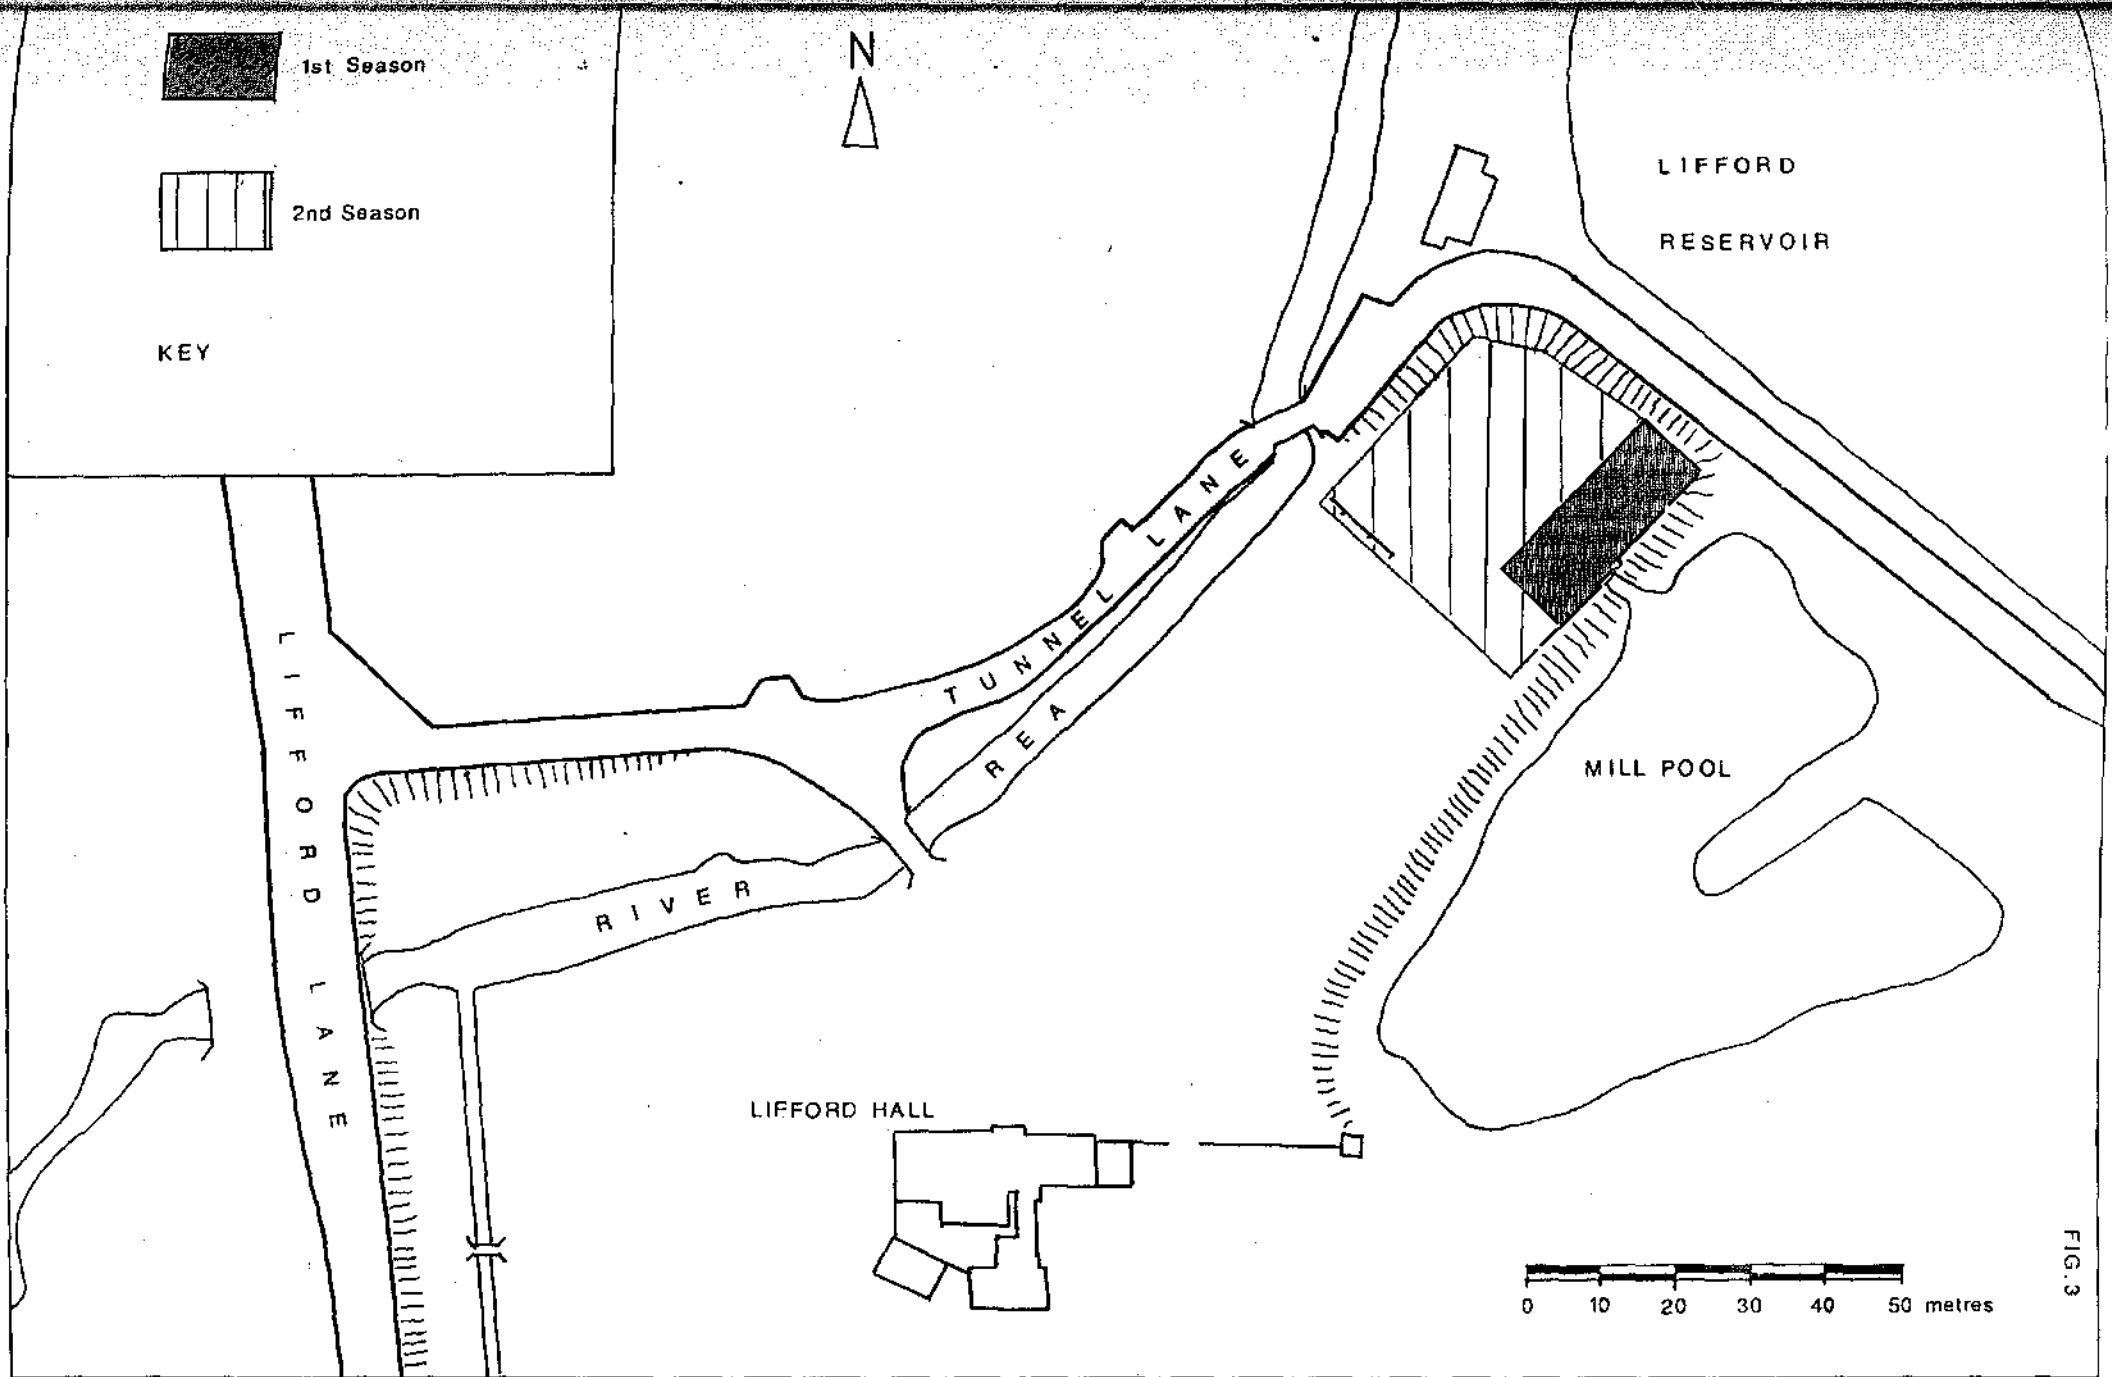 1st Season
2nd Season
KEY
N
LIFFORD
RESERVOIR
TUNNEL LANE
LIFFORD LANE
RIVER REA
MILL POOL
LIFFORD HALL
0 10 20 30 40 50 metres
FIG.3